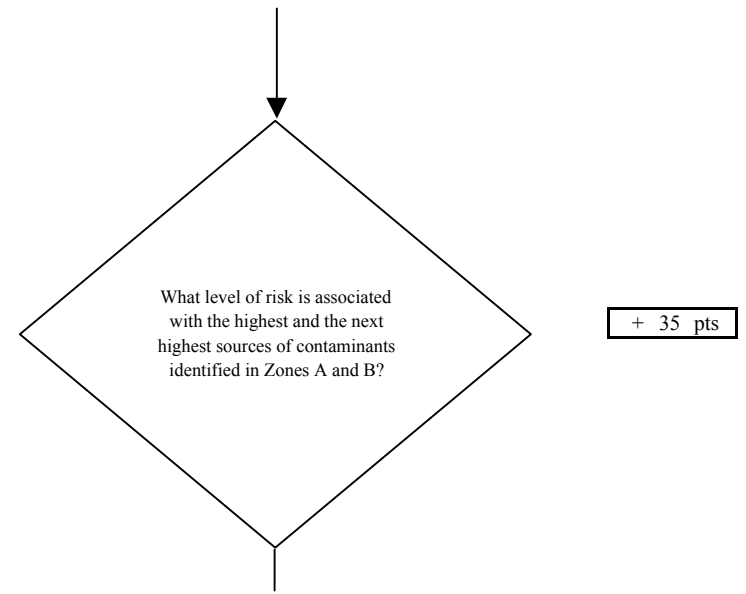 What level of risk is associated
with the highest and the next
highest sources of contaminants
identified in Zones A and B?
+ 35 pts